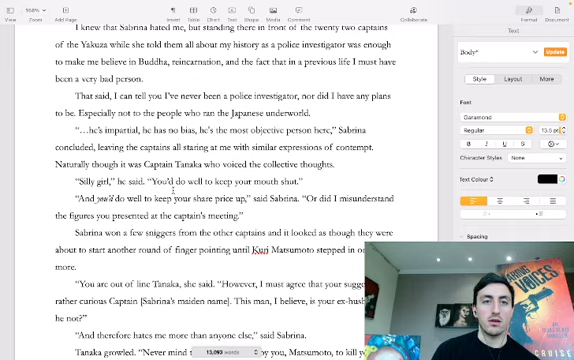 108%
View
Zoom
Add Page
Insert
Table
Chart
Text
Shape
Media
Comment
Collaborate
Format
Document
I knew that Sabrina hated me, but standing there in front of the twenty two captains
of the Yakuza while she told them all about my history as a police investigator was enough
to make me believe in Buddha, reincarnation, and the fact that in a previous life I must have
been a very bad person.
That said, I can tell you I've never been a police investigator, nor did I have any plans
to be. Especially not to the people who ran the Japanese underworld.
"…he's impartial, he has no bias, he's the most objective person here," Sabrina
concluded, leaving the captains all staring at me with similar expressions of contempt.
Naturally though it was Captain Tanaka who voiced the collective thoughts.
"Silly girl," he said. "You'd do well to keep your mouth shut."
"And you'd do well to keep your share price up," said Sabrina. "Or did I misunderstand
the figures you presented at the captain's meeting."
Sabrina won a few sniggers from the other captains and it looked as though they were
about to start another round of finger pointing until Kuri Matsumoto stepped in
more.
"You are out of line Tanaka, she said. "However, I must agree that your
rather curious Captain [Sabrina's maiden name]. This man, I believe, is your
he not?"
"And therefore hates me more than anyone else," said Sabrina.
Tanaka growled. "Never mind
by you, Matsumoto, to kill
13,093 words
Text
Body*
Update
Style
Layout
More
Font
Garamond
Regular
13.5 pt
B
I
U
S
Character Styles
None
Text Colour
Spacing
TAKING
VOICES
CRUISE